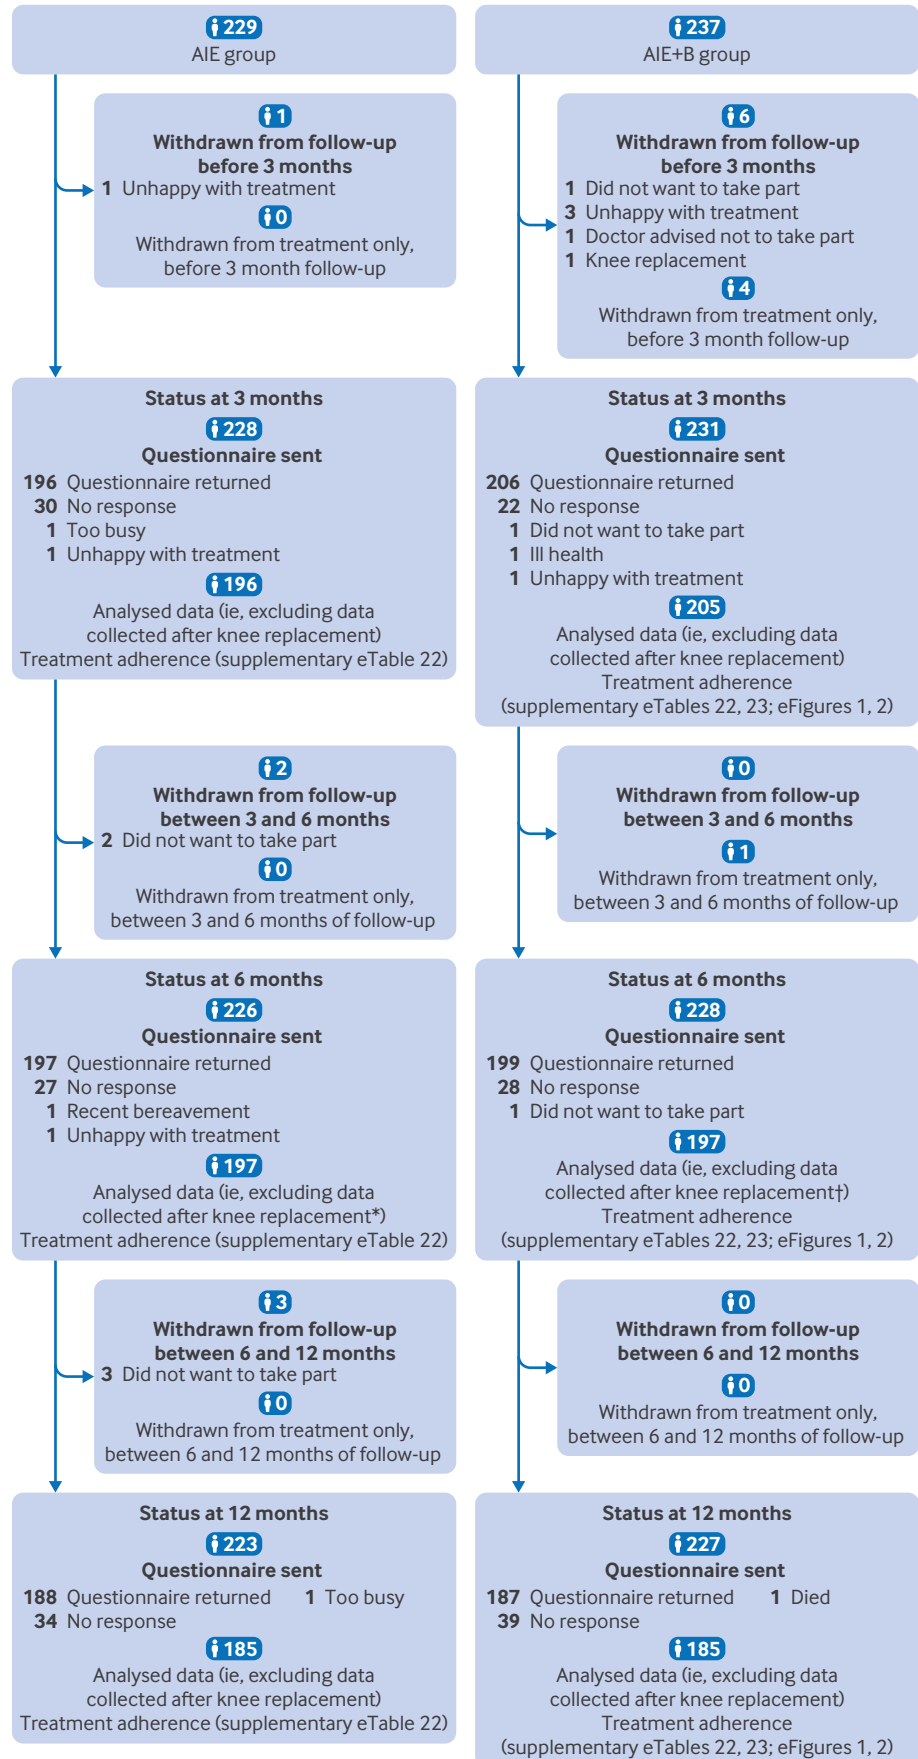 229
AIE group
237
AIE+B group
1
Withdrawn from follow-up
before 3 months
1 Unhappy with treatment
0
Withdrawn from treatment only,
before 3 month follow-up
6
Withdrawn from follow-up
before 3 months
1 Did not want to take part
3 Unhappy with treatment
1 Doctor advised not to take part
1 Knee replacement
4
Withdrawn from treatment only,
before 3 month follow-up
Status at 3 months
228
Questionnaire sent
196 Questionnaire returned
30 No response
1 Too busy
1 Unhappy with treatment
196
Analysed data (ie, excluding data
collected after knee replacement)
Treatment adherence (supplementary eTable 22)
Status at 3 months
231
Questionnaire sent
206 Questionnaire returned
22 No response
1 Did not want to take part
1 Ill health
1 Unhappy with treatment
205
Analysed data (ie, excluding data
collected after knee replacement)
Treatment adherence
(supplementary eTables 22, 23; eFigures 1, 2)
2
Withdrawn from follow-up
between 3 and 6 months
2 Did not want to take part
0
Withdrawn from treatment only,
between 3 and 6 months of follow-up
0
Withdrawn from follow-up
between 3 and 6 months
1
Withdrawn from treatment only,
between 3 and 6 months of follow-up
Status at 6 months
226
Questionnaire sent
197 Questionnaire returned
27 No response
1 Recent bereavement
1 Unhappy with treatment
197
Analysed data (ie, excluding data
collected after knee replacement*)
Treatment adherence (supplementary eTable 22)
Status at 6 months
228
Questionnaire sent
199 Questionnaire returned
28 No response
1 Did not want to take part
197
Analysed data (ie, excluding data
collected after knee replacement†)
Treatment adherence
(supplementary eTables 22, 23; eFigures 1, 2)
3
Withdrawn from follow-up
between 6 and 12 months
3 Did not want to take part
0
Withdrawn from treatment only,
between 6 and 12 months of follow-up
0
Withdrawn from follow-up
between 6 and 12 months
0
Withdrawn from treatment only,
between 6 and 12 months of follow-up
Status at 12 months
223
Questionnaire sent
188 Questionnaire returned 1 Too busy
34 No response
185
Analysed data (ie, excluding data
collected after knee replacement)
Treatment adherence (supplementary eTable 22)
Status at 12 months
227
Questionnaire sent
187 Questionnaire returned 1 Died
39 No response
185
Analysed data (ie, excluding data
collected after knee replacement)
Treatment adherence
(supplementary eTables 22, 23; eFigures 1, 2)